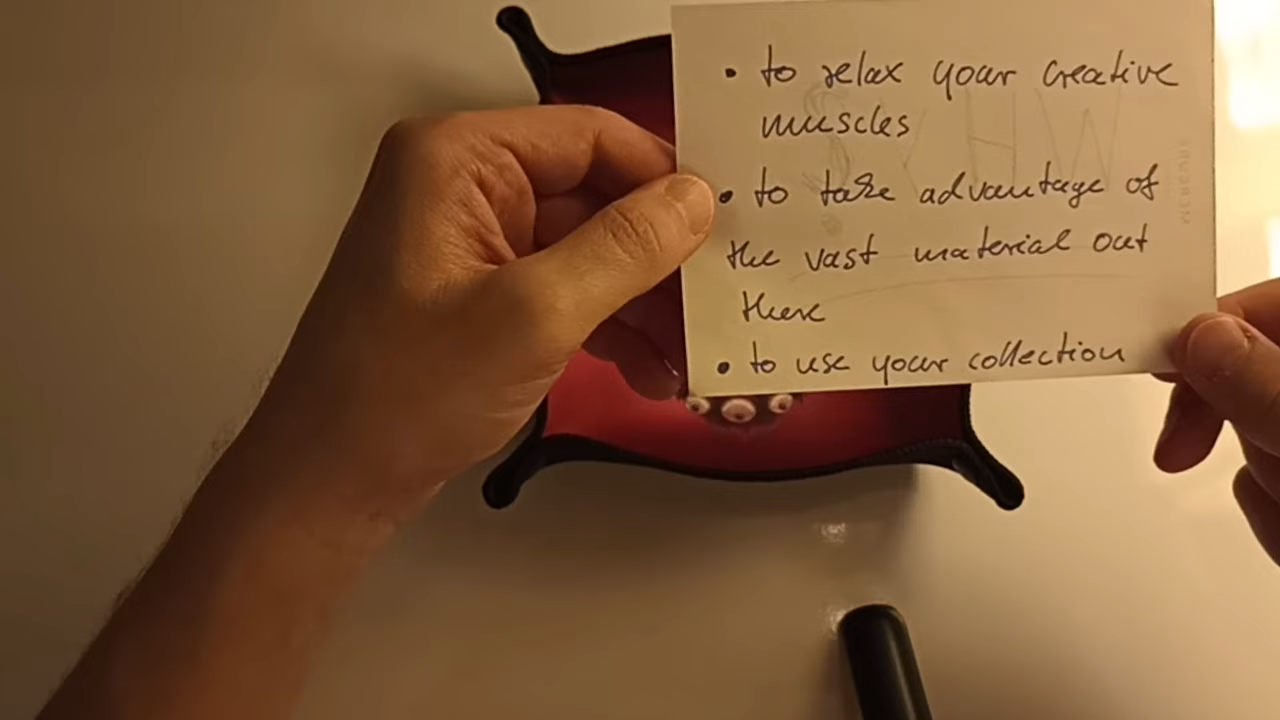 • to relax your creative
muscles
• to take advantage of
the vast material out
there
• to use your collection